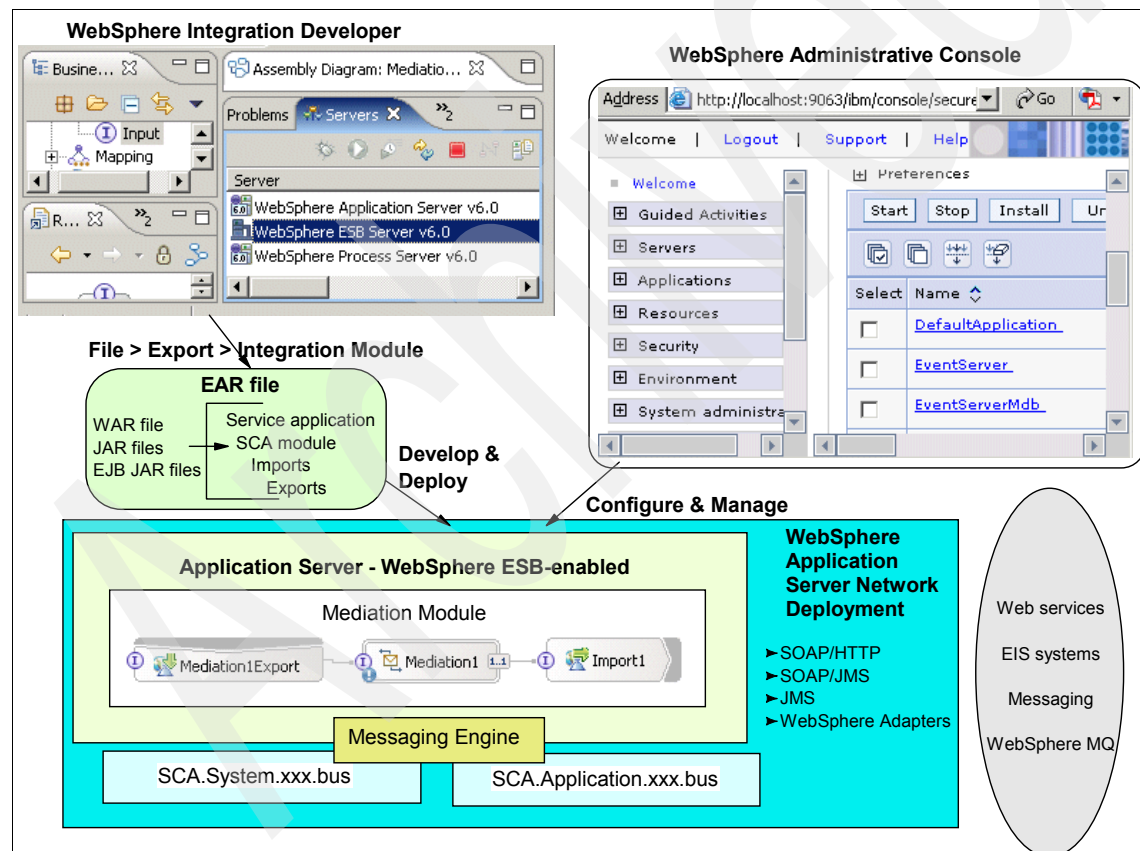 WebSphere Integration Developer
Busine...
Assembly Diagram: Mediatio...
Input
Mapping
Problems
Servers
2
Server
WebSphere Application Server v6.0
WebSphere ESB Server v6.0
WebSphere Process Server v6.0
R...
2
WebSphere Administrative Console
Address http://localhost:9063/ibm/console/secure Go
Welcome | Logout | Support | Help
Welcome
Guided Activities
Servers
Applications
Resources
Security
Environment
System administra
Preferences
Start Stop Install Un
Select Name
DefaultApplication
EventServer
EventServerMdb
File > Export > Integration Module
EAR file
WAR file
JAR files
EJB JAR files
Service application
SCA module
Imports
Exports
Develop &
Deploy
Configure & Manage
Application Server - WebSphere ESB-enabled
Mediation Module
Mediation1Export
Mediation1
1..1
Import1
Messaging Engine
SCA.System.xxx.bus
SCA.Application.xxx.bus
WebSphere
Application
Server Network
Deployment
➤SOAP/HTTP
➤SOAP/JMS
➤JMS
➤WebSphere Adapters
Web services
EIS systems
Messaging
WebSphere MQ